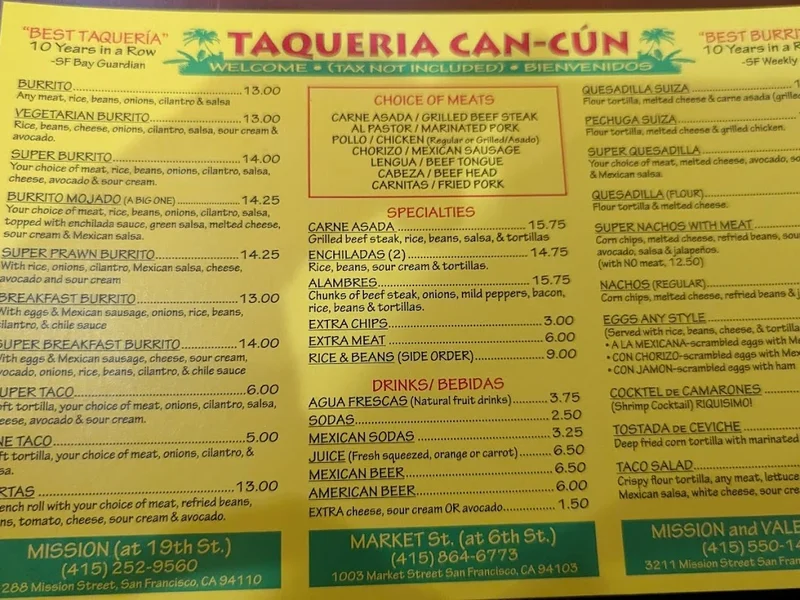 "BEST TAQUERÍA"
10 Years in a Row
-SF Bay Guardian
TAQUERIA CAN-CÚN
WELCOME • (TAX NOT INCLUDED) • BIENVENIDOS
"BEST BURRIT
10 Years in a R
-SF Weekly
BURRITO 13.00
Any meat, rice, beans, onions, cilantro & salsa
VEGETARIAN BURRITO 13.00
Rice, beans, cheese, onions, cilantro, salsa, sour cream &
avocado.
SUPER BURRITO 14.00
Your choice of meat, rice, beans, onions, cilantro, salsa,
cheese, avocado & sour cream.
BURRITO MOJADO (A BIG ONE) 14.25
Your choice of meat, rice, beans, onions, cilantro, salsa,
topped with enchilada sauce, green salsa, melted cheese,
sour cream & Mexican salsa.
SUPER PRAWN BURRITO 14.25
With rice, onions, cilantro, Mexican salsa, cheese,
avocado and sour cream
BREAKFAST BURRITO 13.00
With eggs & Mexican sausage, onions, rice, beans,
cilantro, & chile sauce
SUPER BREAKFAST BURRITO 14.00
With eggs & Mexican sausage, cheese, sour cream,
avocado, onions, rice, beans, cilantro, & chile sauce
UPER TACO 6.00
oft tortilla, your choice of meat, onions, cilantro, salsa,
eese, avocado & sour cream.
NE TACO 5.00
ft tortilla, your choice of meat, onions, cilantro, &
sa.
RTAS 13.00
ench roll with your choice of meat, refried beans,
ns, tomato, cheese, sour cream & avocado.
MISSION (at 19th St.)
(415) 252-9560
288 Mission Street, San Francisco, CA 94110
CHOICE OF MEATS
CARNE ASADA / GRILLED BEEF STEAK
AL PASTOR / MARINATED PORK
POLLO / CHICKEN (Regular or Grilled/Asado)
CHORIZO / MEXICAN SAUSAGE
LENGUA / BEEF TONGUE
CABEZA / BEEF HEAD
CARNITAS / FRIED PORK
SPECIALTIES
CARNE ASADA 15.75
Grilled beef steak, rice, beans, salsa, & tortillas
ENCHILADAS (2) 14.75
Rice, beans, sour cream & tortillas.
ALAMBRES 15.75
Chunks of beef steak, onions, mild peppers, bacon,
rice, beans & tortillas.
EXTRA CHIPS 3.00
EXTRA MEAT 6.00
RICE & BEANS (SIDE ORDER) 9.00
DRINKS/ BEBIDAS
AGUA FRESCAS (Natural fruit drinks) 3.75
SODAS 2.50
MEXICAN SODAS 3.25
JUICE (Fresh squeezed, orange or carrot) 6.50
MEXICAN BEER 6.50
AMERICAN BEER 6.00
EXTRA cheese, sour cream OR avocado 1.50
MARKET St. (at 6th St.)
(415) 864-6773
1003 Market Street San Francisco, CA 94103
QUESADILLA SUIZA
Flour tortilla, melted cheese & carne asada (grille
PECHUGA SUIZA
Flour tortilla, melted cheese & grilled chicken.
SUPER QUESADILLA
Your choice of meat, melted cheese, avocado, so
& Mexican salsa.
QUESADILLA (FLOUR)
Flour tortilla & melted cheese.
SUPER NACHOS WITH MEAT
Corn chips, melted cheese, refried beans, sour
avocado, salsa & jalapeños.
(with NO meat, 12.50)
NACHOS (REGULAR)
Corn chips, melted cheese, refried beans & j
EGGS ANY STYLE
(Served with rice, beans, cheese, & tortilla
• A LA MEXICANA-scrambled eggs with Me
• CON CHORIZO-scrambled eggs with Mex
• CON JAMON-scrambled eggs with ham
COCKTEL de CAMARONES
(Shrimp Cocktail) RIQUISIMO!
TOSTADA de CEVICHE
Deep fried corn tortilla with marinated
TACO SALAD
Crispy flour tortilla, any meat, lettuce
Mexican salsa, white cheese, sour cre
MISSION and VALE
(415) 550-14
3211 Mission Street, San Fran